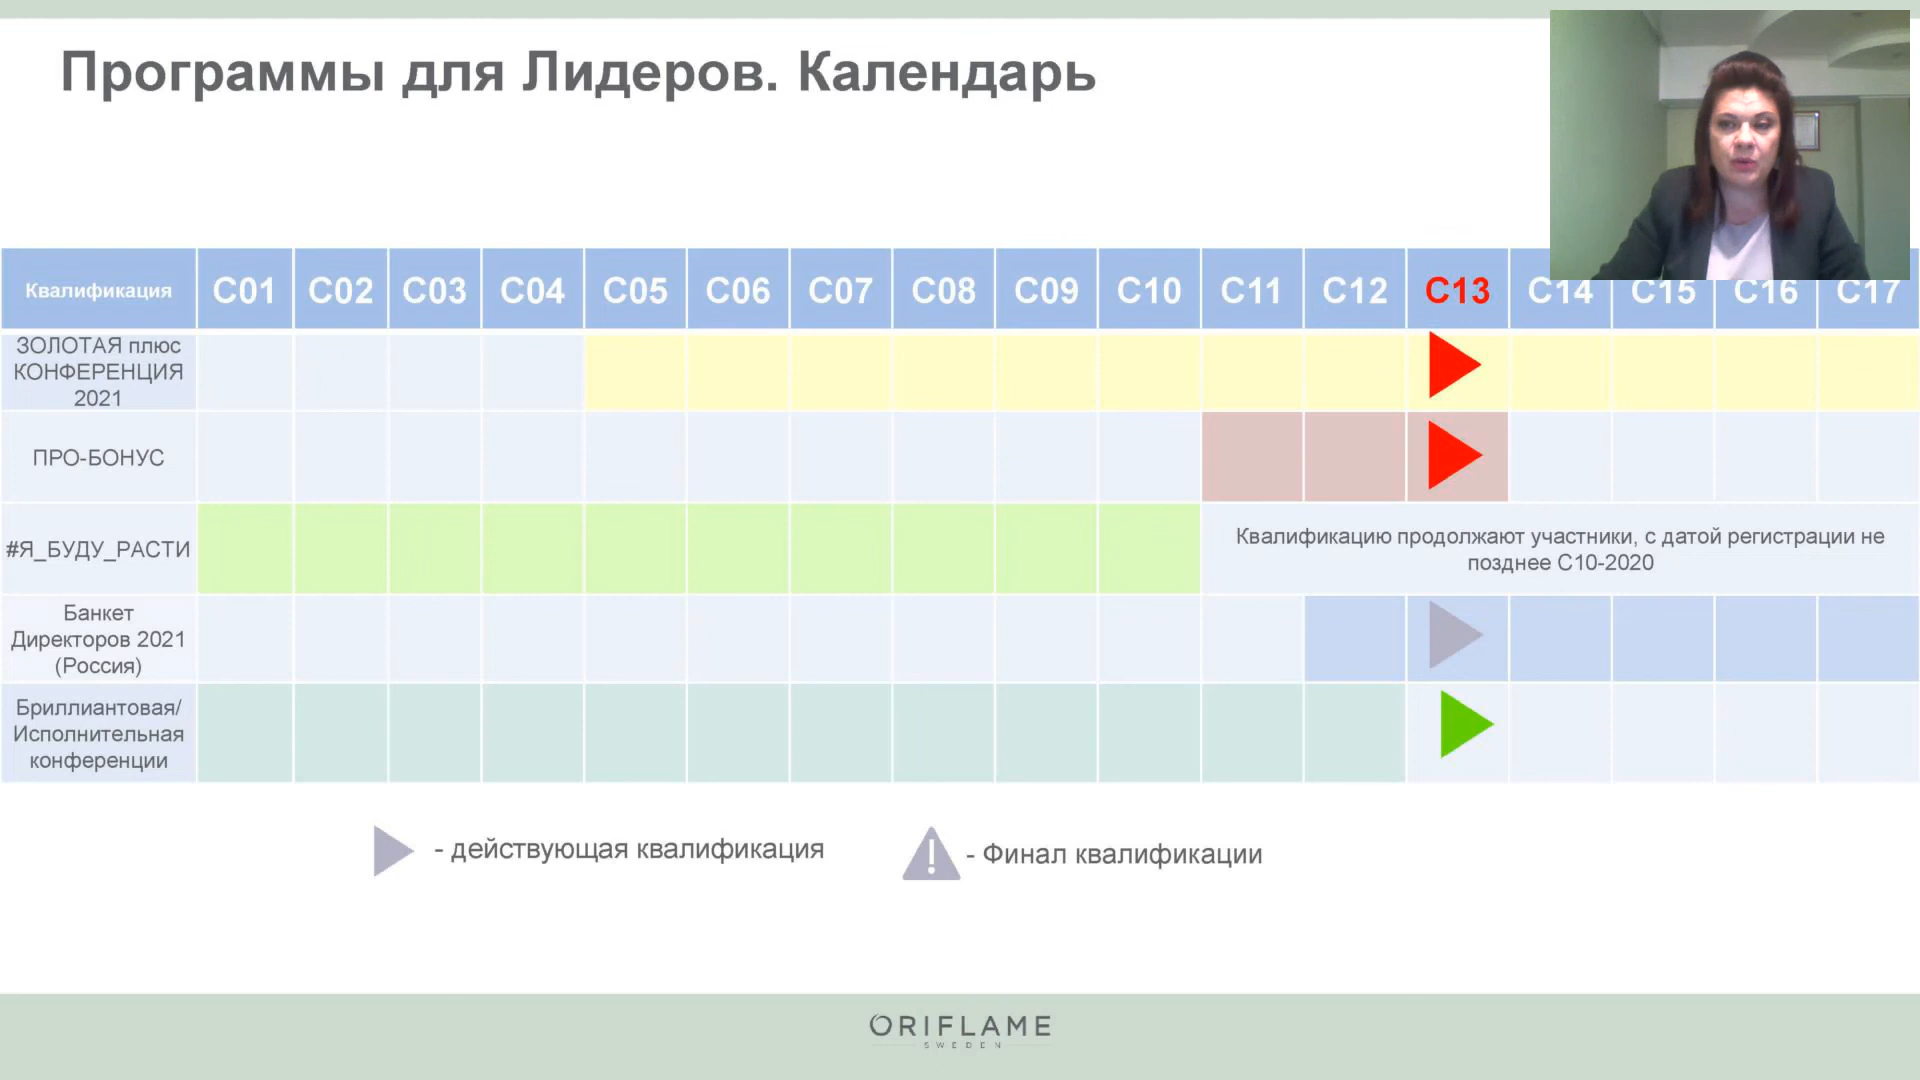 Программы для Лидеров. Календарь
Квалификация C01 C02 C03 C04 C05 C06 C07 C08 C09 C10 C11 C12 C13 C14 C15 C16 C17
ЗОЛОТАЯ плюс
КОНФЕРЕНЦИЯ
2021
ПРО-БОНУС
#Я_БУДУ_РАСТИ
Квалификацию продолжают участники, с датой регистрации не
позднее С10-2020
Банкет
Директоров 2021
(Россия)
Бриллиантовая/
Исполнительная
конференции
- действующая квалификация
! - Финал квалификации
ORIFLAME
SWEDEN